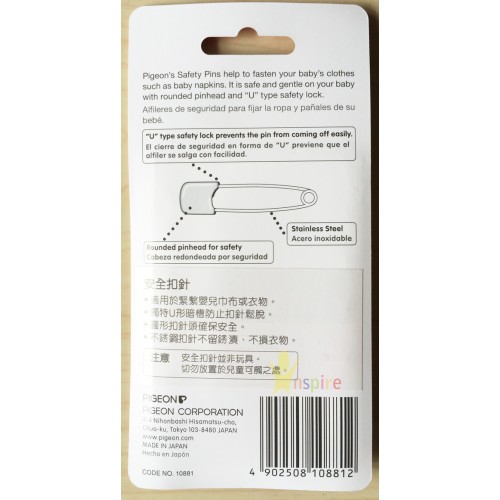 Pigeon's Safety Pins help to fasten your baby's clothes
such as baby napkins. It is safe and gentle on your baby
with rounded pinhead and "U" type safety lock.
Alfileres de seguridad para fijar la ropa y pañales de su
bebé.
"U" type safety lock prevents the pin from coming off easily.
El cierre de seguridad en forma de "U" previene que el
alfiler se salga con facilidad.
Stainless Steel
Acero inoxidable
Rounded pinhead for safety
Cabeza redondeada por seguridad
安全扣針
•適用於緊繫嬰兒巾布或衣物。
•獨特U形暗槽防止扣針鬆脫。
•圓形扣針頭確保安全。
•不銹鋼扣針不留銹漬、不損衣物。
注意
安全扣針並非玩具。
切勿放置於兒童可觸之處。
nspire
PIGEON
PIGEON CORPORATION
Nihonbashi Hisamatsu-cho,
Chuo-ku, Tokyo 103-8480 JAPAN
www.pigeon.com
MADE IN JAPAN
Hecho en Japón
CODE NO. 10881
4 902508 108812